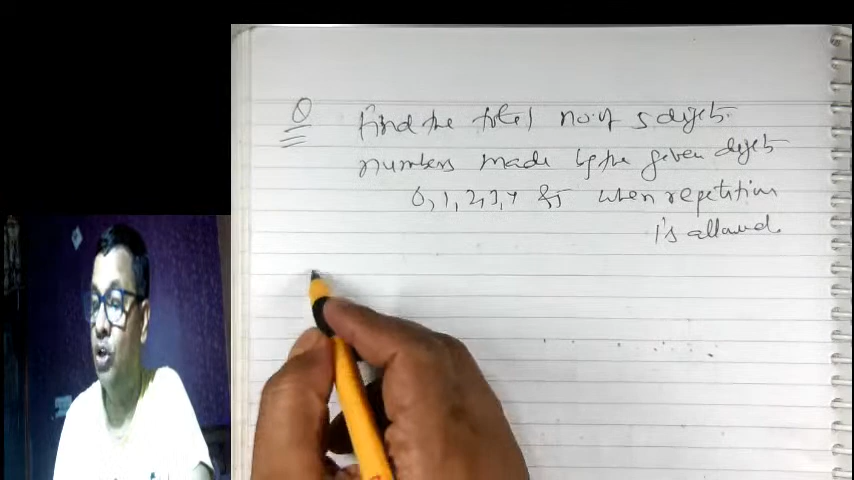 Q Find the total no. of 5 digits
numbers made by the given digits
0, 1, 2, 3, 4 & 5 when repetition
is allowed.